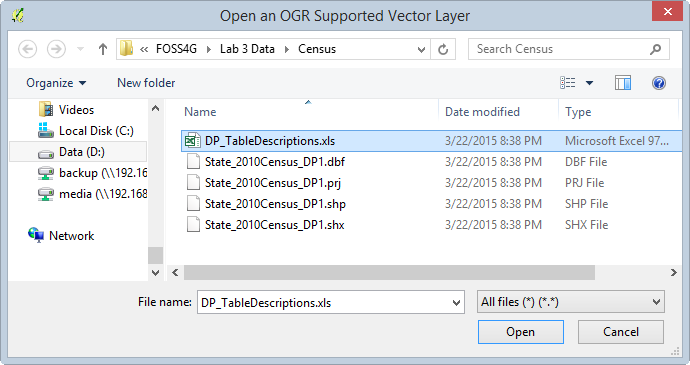 Open an OGR Supported Vector Layer
« FOSS4G › Lab 3 Data › Census
Search Census
Organize
New folder
Videos
Local Disk (C:)
Data (D:)
backup (\\192.16
media (\\192.168
Network
Name Date modified Type
DP_TableDescriptions.xls 3/22/2015 8:38 PM Microsoft Excel 97...
State_2010Census_DP1.dbf 3/22/2015 8:38 PM DBF File
State_2010Census_DP1.prj 3/22/2015 8:38 PM PRJ File
State_2010Census_DP1.shp 3/22/2015 8:38 PM SHP File
State_2010Census_DP1.shx 3/22/2015 8:38 PM SHX File
File name: DP_TableDescriptions.xls
All files (*) (*.*)
Open
Cancel